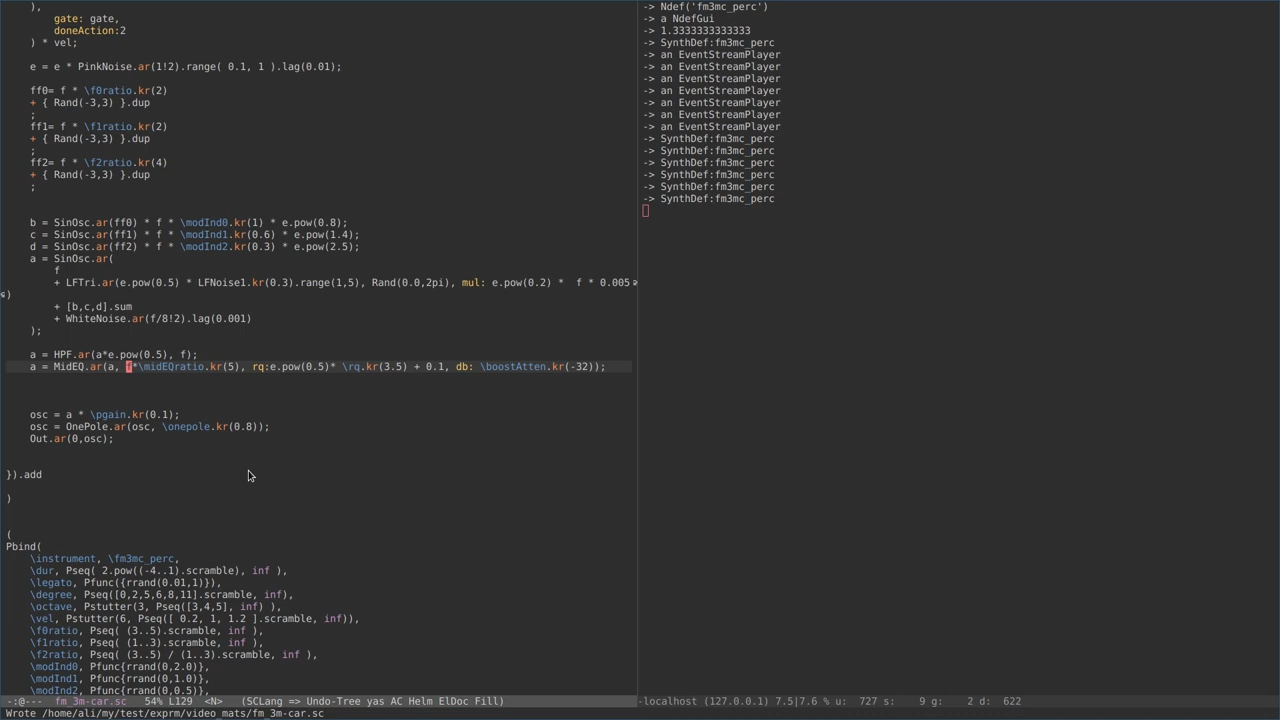 ),
        gate: gate,
        doneAction:2
    ) * vel;
    e = e * PinkNoise.ar(1!2).range( 0.1, 1 ).lag(0.01);
    ff0= f * \f0ratio.kr(2)
    + { Rand(-3,3) }.dup
    ;
    ff1= f * \f1ratio.kr(2)
    + { Rand(-3,3) }.dup
    ;
    ff2= f * \f2ratio.kr(4)
    + { Rand(-3,3) }.dup
    ;
    b = SinOsc.ar(ff0) * f * \modInd0.kr(1) * e.pow(0.8);
    c = SinOsc.ar(ff1) * f * \modInd1.kr(0.6) * e.pow(1.4);
    d = SinOsc.ar(ff2) * f * \modInd2.kr(0.3) * e.pow(2.5);
    a = SinOsc.ar(
        f
        + LFTri.ar(e.pow(0.5) * LFNoise1.kr(0.3).range(1,5), Rand(0.0,2pi), mul: e.pow(0.2) *  f * 0.005
)
        + [b,c,d].sum
        + WhiteNoise.ar(f/8!2).lag(0.001)
    );
    a = HPF.ar(a*e.pow(0.5), f);
    a = MidEQ.ar(a, f*\midEQratio.kr(5), rq:e.pow(0.5)* \rq.kr(3.5) + 0.1, db: \boostAtten.kr(-32));
    osc = a * \pgain.kr(0.1);
    osc = OnePole.ar(osc, \onepole.kr(0.8));
    Out.ar(0,osc);
}).add
)
(
Pbind(
    \instrument, \fm3mc_perc,
    \dur, Pseq( 2.pow((-4..1).scramble), inf ),
    \legato, Pfunc({rrand(0.01,1)}),
    \degree, Pseq([0,2,5,6,8,11].scramble, inf),
    \octave, Pstutter(3, Pseq([3,4,5], inf) ),
    \vel, Pstutter(6, Pseq([ 0.2, 1, 1.2 ].scramble, inf)),
    \f0ratio, Pseq( (3..5).scramble, inf ),
    \f1ratio, Pseq( (1..3).scramble, inf ),
    \f2ratio, Pseq( (3..5) / (1..3).scramble, inf ),
    \modInd0, Pfunc{rrand(0,2.0)},
    \modInd1, Pfunc{rrand(0,1.0)},
    \modInd2, Pfunc{rrand(0,0.5)},
-:@---  fm_3m-car.sc   54% L129   <N>   (SCLang => Undo-Tree yas AC Helm ElDoc Fill)
Wrote /home/ali/my/test/exprm/video_mats/fm_3m-car.sc
-> Ndef('fm3mc_perc')
-> a NdefGui
-> 1.3333333333333
-> SynthDef:fm3mc_perc
-> an EventStreamPlayer
-> an EventStreamPlayer
-> an EventStreamPlayer
-> an EventStreamPlayer
-> an EventStreamPlayer
-> an EventStreamPlayer
-> an EventStreamPlayer
-> SynthDef:fm3mc_perc
-> SynthDef:fm3mc_perc
-> SynthDef:fm3mc_perc
-> SynthDef:fm3mc_perc
-> SynthDef:fm3mc_perc
-> SynthDef:fm3mc_perc
-localhost (127.0.0.1) 7.5|7.6 % u:  727 s:    9 g:    2 d:  622